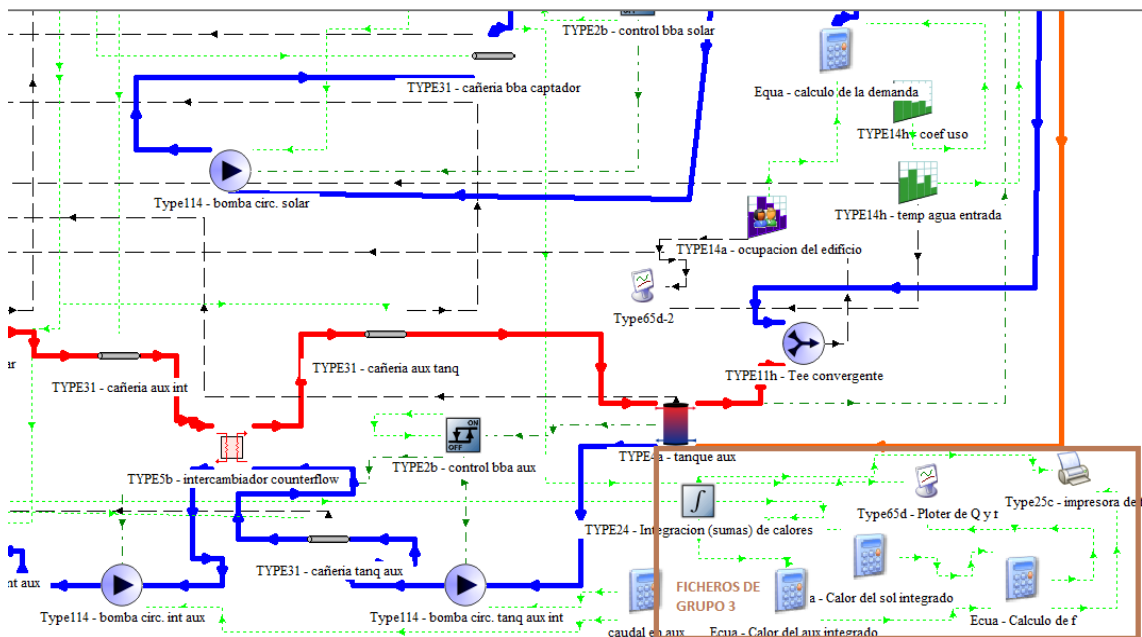 TYPE2b - control bba solar
TYPE31 - cañeria bba captador
Equa - calculo de la demanda
TYPE14h - coef uso
Type114 - bomba circ. solar
TYPE14h - temp agua entrada
TYPE14a - ocupacion del edificio
Type65d-2
TYPE31 - cañeria aux tanq
TYPE11h - Tee convergente
TYPE31 - cañeria aux int
ON
OFF
TYPE2b - control bba aux
TYPE4a - tanque aux
TYPE5b - intercambiador counterflow
Type65d - Ploter de Q y t
Type25c - impresora de
TYPE24 - Integracion (sumas) de calores
TYPE31 - cañeria tanq aux
int aux
FICHEROS DE
GRUPO 3
a - Calor del sol integrado
Type114 - bomba circ. int aux
Type114 - bomba circ. tanq aux int
Ecua - Calculo de f
caudal en aux
Ecua - Calor del aux integrado